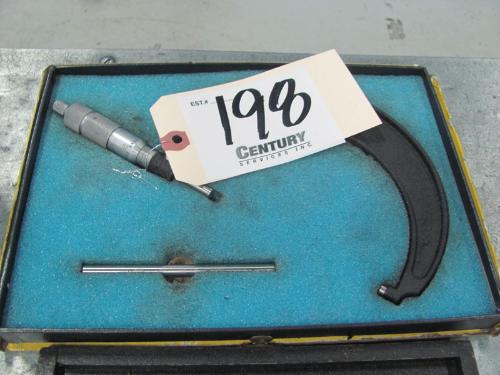 EST.#
198
CENTURY
SERVICES INC.